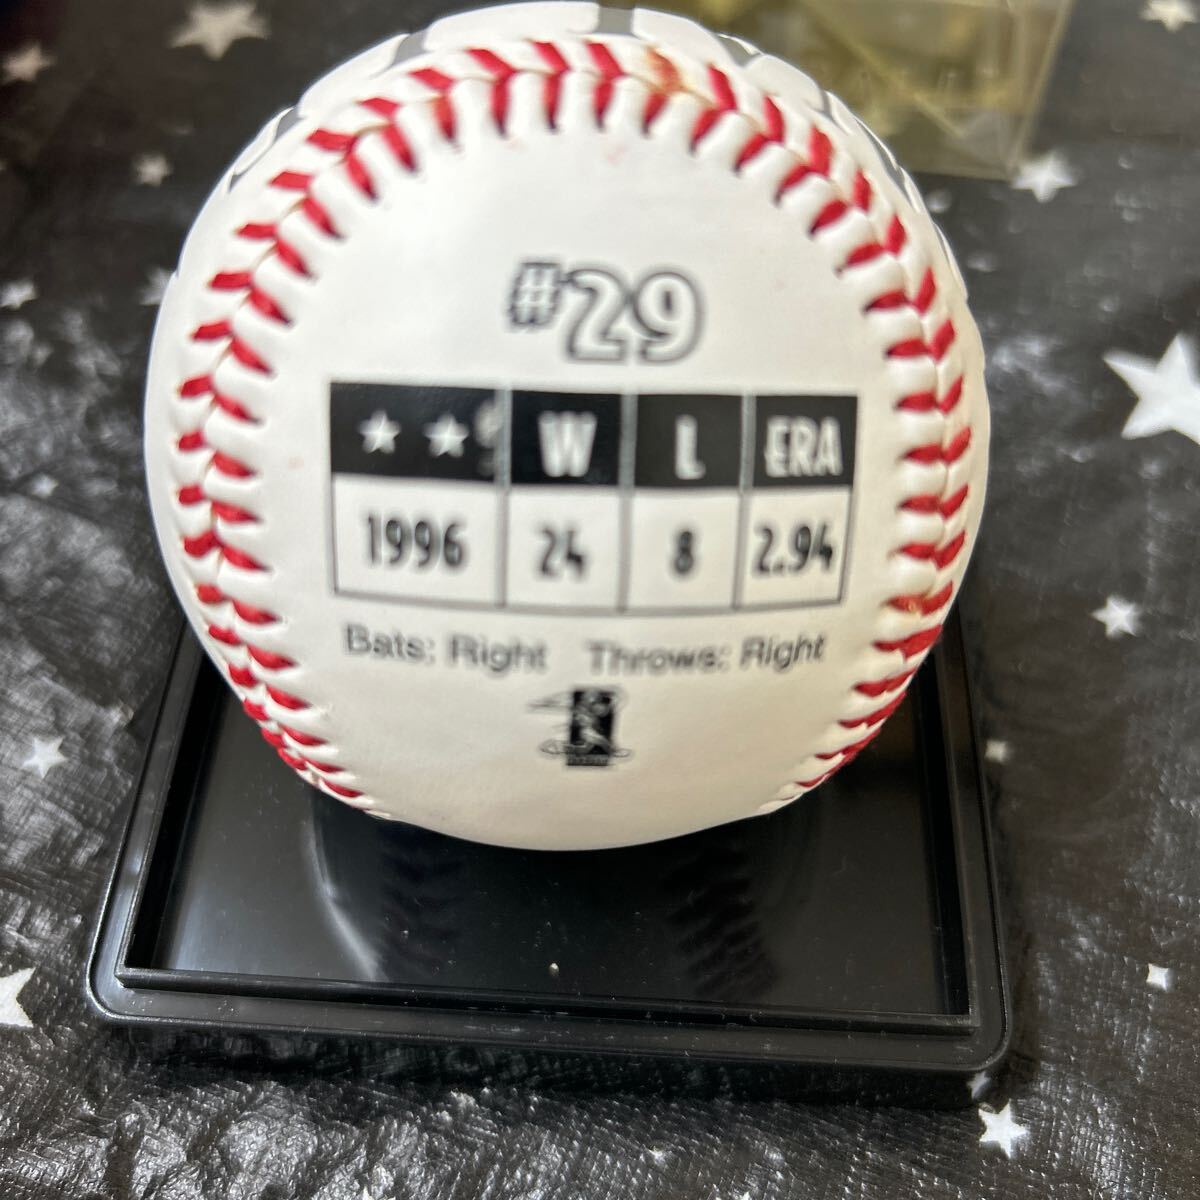 #29
★ ★ W L ERA
1996 24 8 2.94
Bats: Right Throws: Right